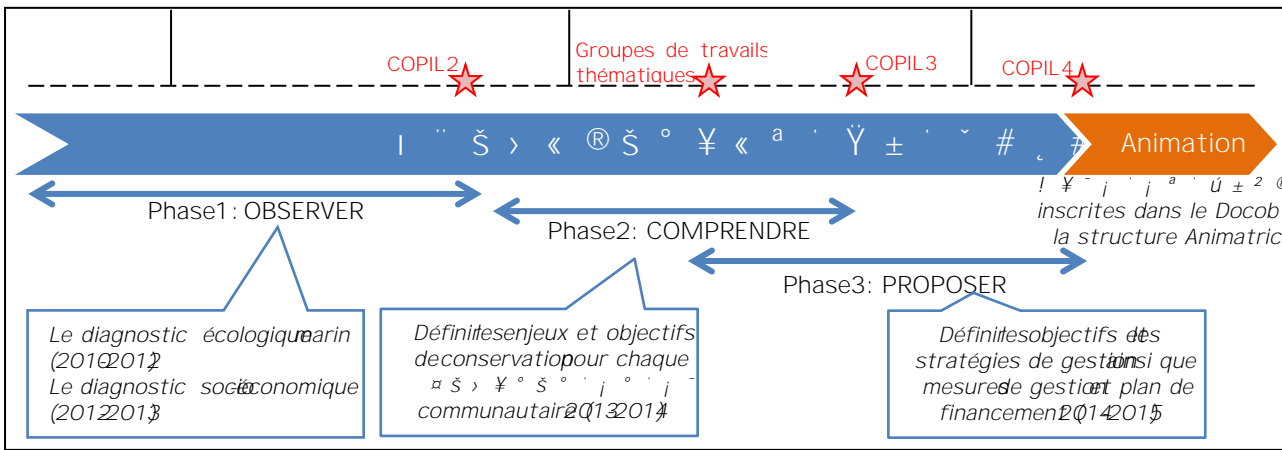 Groupes de travails
thématiques
COPIL2
COPIL3
COPIL4
Animation
Phase1: OBSERVER
inscrites dans le Docob
la structure Animatric
Phase2: COMPRENDRE
Phase3: PROPOSER
Le diagnostic écologique marin
(2010-2012)
Le diagnostic socio-économique
(2012-2013)
Définir les enjeux et objectifs
de conservation pour chaque
communautaire (2013-2014)
Définir les objectifs et les
stratégies de gestion ainsi que
mesures de gestion et plan de
financement (2014-2015)